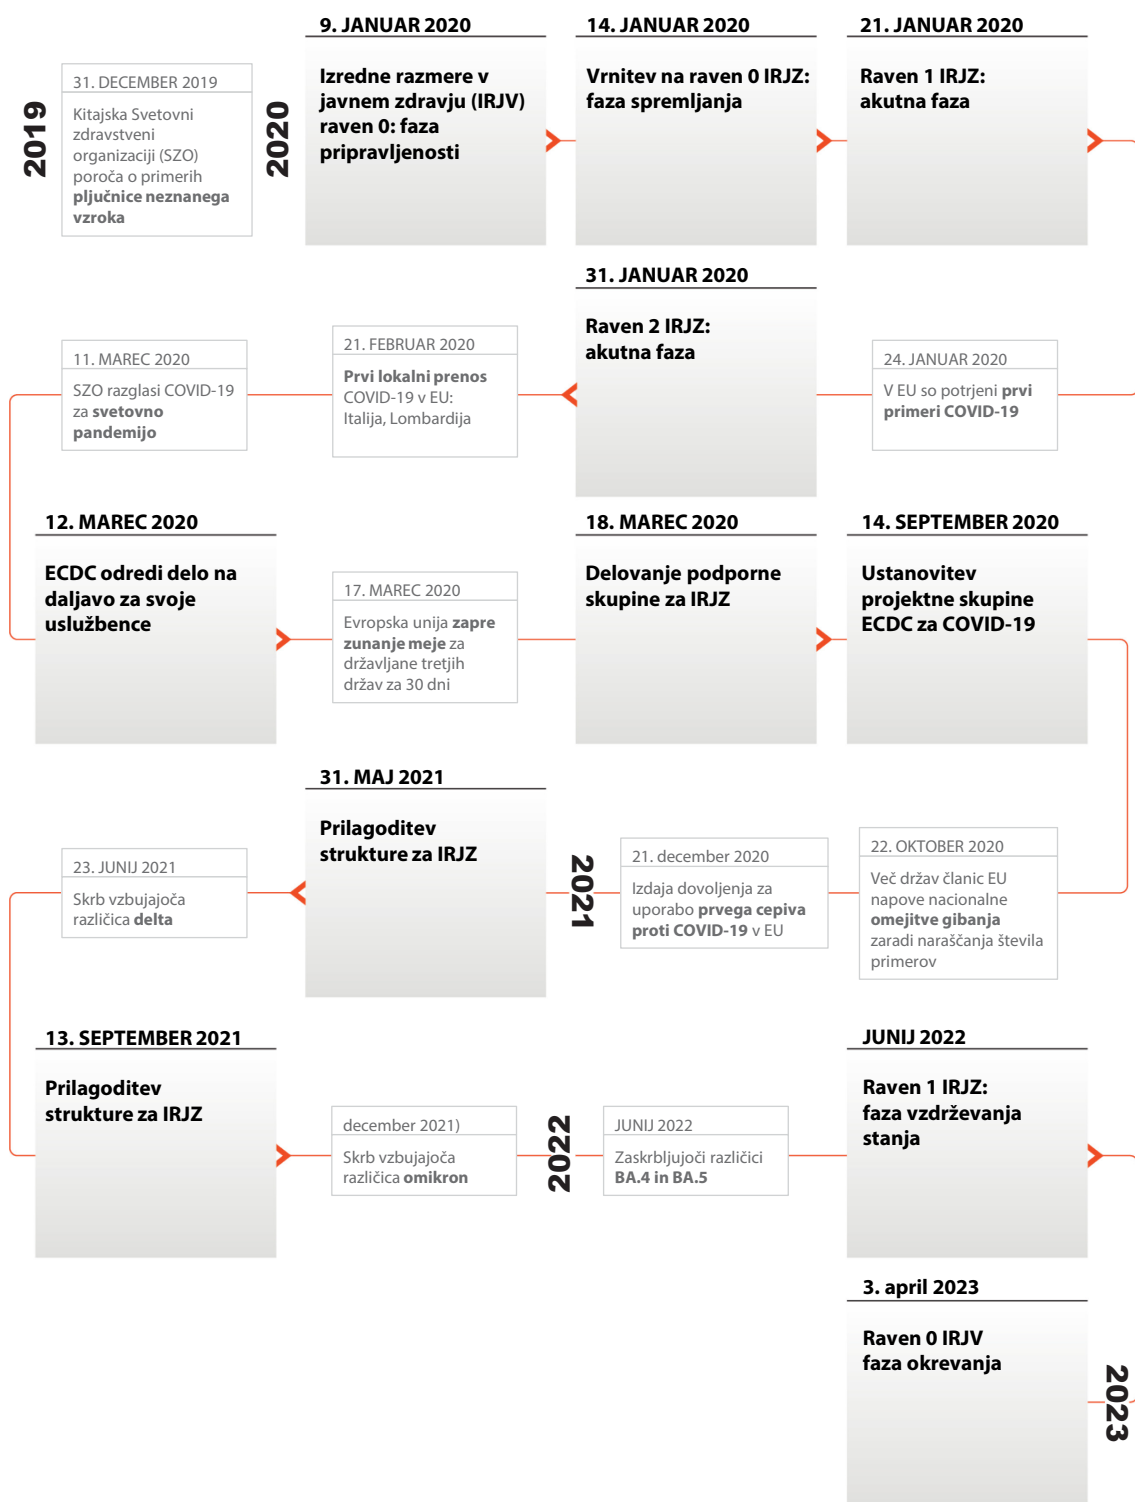 2019
31. DECEMBER 2019
Kitajska Svetovni
zdravstveni
organizaciji (SZO)
poroča o primerih
pljučnice neznanega
vzroka
2020
9. JANUAR 2020
Izredne razmere v
javnem zdravju (IRJV)
raven 0: faza
pripravljenosti
14. JANUAR 2020
Vrnitev na raven 0 IRJZ:
faza spremljanja
21. JANUAR 2020
Raven 1 IRJZ:
akutna faza
24. JANUAR 2020
V EU so potrjeni prvi
primeri COVID-19
31. JANUAR 2020
Raven 2 IRJZ:
akutna faza
21. FEBRUAR 2020
Prvi lokalni prenos
COVID-19 v EU:
Italija, Lombardija
11. MAREC 2020
SZO razglasi COVID-19
za svetovno
pandemijo
12. MAREC 2020
ECDC odredi delo na
daljavo za svoje
uslužbence
17. MAREC 2020
Evropska unija zapre
zunanje meje za
državljane tretjih
držav za 30 dni
18. MAREC 2020
Delovanje podporne
skupine za IRJZ
14. SEPTEMBER 2020
Ustanovitev
projektne skupine
ECDC za COVID-19
22. OKTOBER 2020
Več držav članic EU
napove nacionalne
omejitve gibanja
zaradi naraščanja števila
primerov
21. december 2020
Izdaja dovoljenja za
uporabo prvega cepiva
proti COVID-19 v EU
2021
31. MAJ 2021
Prilagoditev
strukture za IRJZ
23. JUNIJ 2021
Skrb vzbujajoča
različica delta
13. SEPTEMBER 2021
Prilagoditev
strukture za IRJZ
december 2021)
Skrb vzbujajoča
različica omikron
2022
JUNIJ 2022
Zaskrbljujoči različici
BA.4 in BA.5
JUNIJ 2022
Raven 1 IRJZ:
faza vzdrževanja
stanja
3. april 2023
Raven 0 IRJV
faza okrevanja
2023